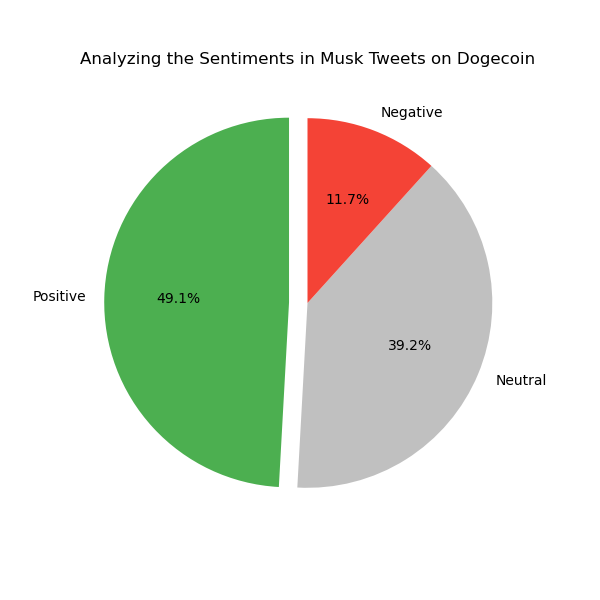 Analyzing the Sentiments in Musk Tweets on Dogecoin
Negative
11.7%
Positive
49.1%
39.2%
Neutral